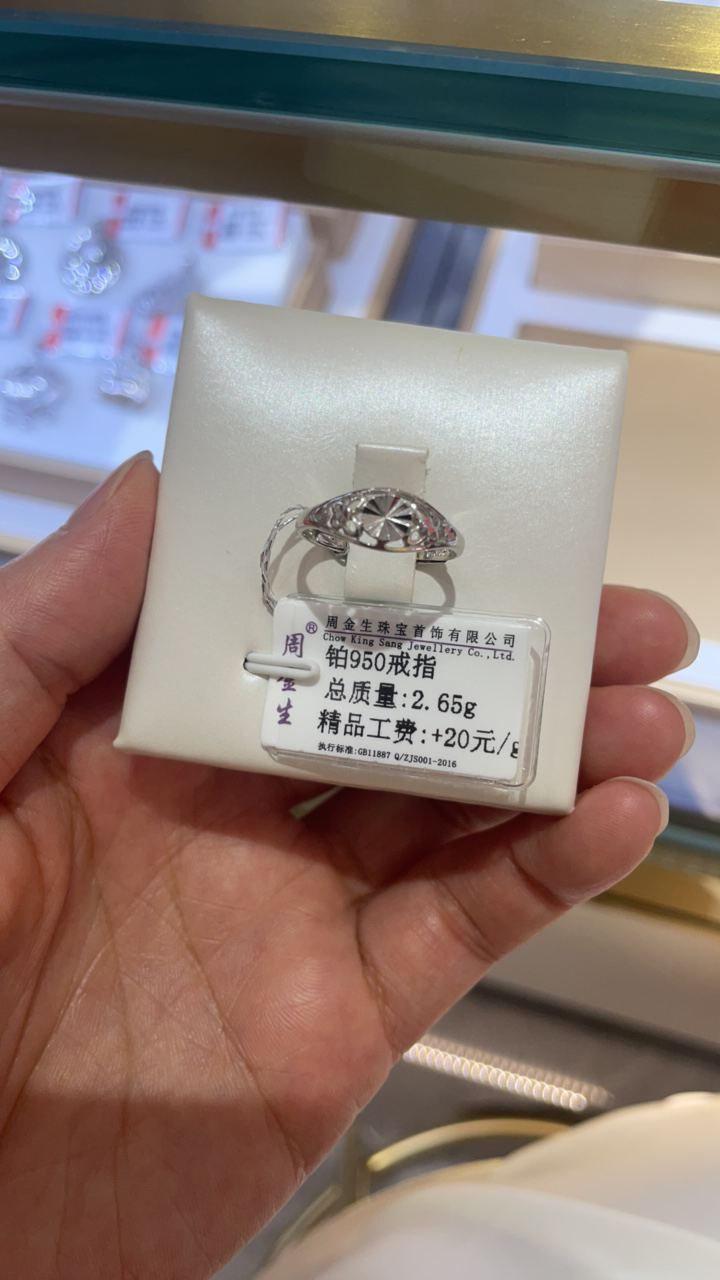 周金生®
周金生珠宝首饰有限公司
Chow King Sang Jewellery Co.,Ltd.
铂950戒指
总质量:2.65g
精品工费:+20元/g
执行标准:GB11887 Q/ZJS001-2016